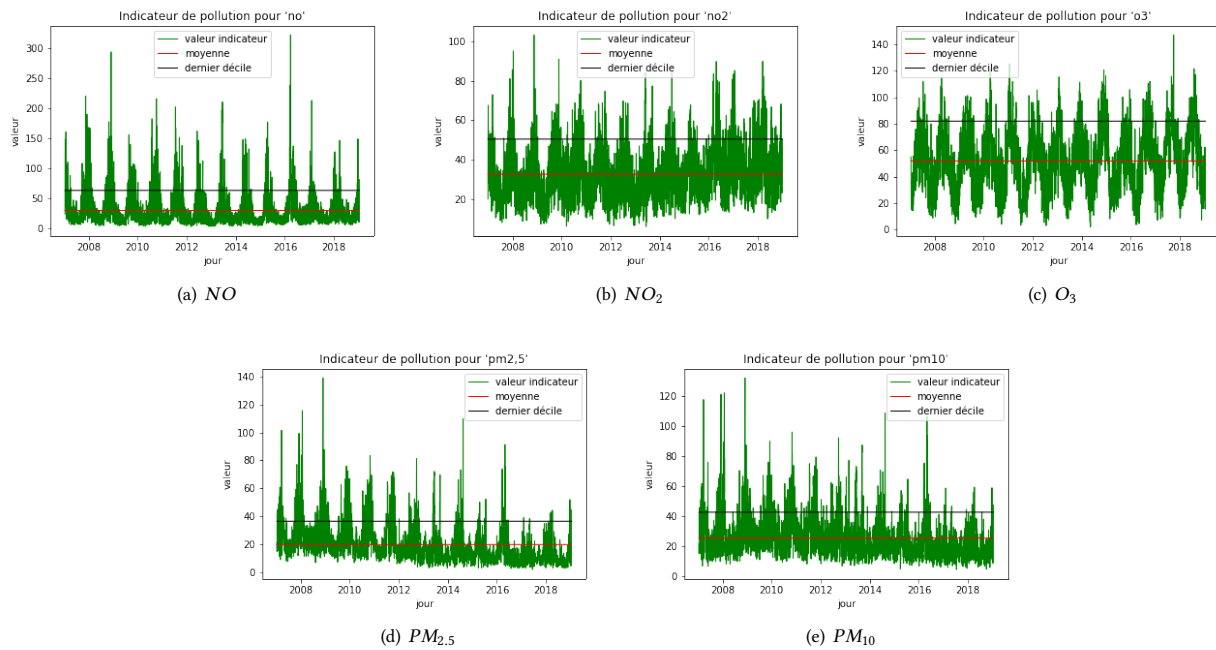 Indicateur de pollution pour 'no'
valeur indicateur
moyenne
dernier décile
valeur
300
250
200
150
100
50
0
2008 2010 2012 2014 2016 2018
jour
(a) NO
Indicateur de pollution pour 'no2'
valeur indicateur
moyenne
dernier décile
valeur
100
80
60
40
20
2008 2010 2012 2014 2016 2018
jour
(b) NO₂
Indicateur de pollution pour 'o3'
valeur indicateur
moyenne
dernier décile
valeur
140
120
100
80
60
40
20
0
2008 2010 2012 2014 2016 2018
jour
(c) O₃
Indicateur de pollution pour 'pm2,5'
valeur indicateur
moyenne
dernier décile
valeur
140
120
100
80
60
40
20
0
2008 2010 2012 2014 2016 2018
jour
(d) PM₂.₅
Indicateur de pollution pour 'pm10'
valeur indicateur
moyenne
dernier décile
valeur
120
100
80
60
40
20
0
2008 2010 2012 2014 2016 2018
jour
(e) PM₁₀